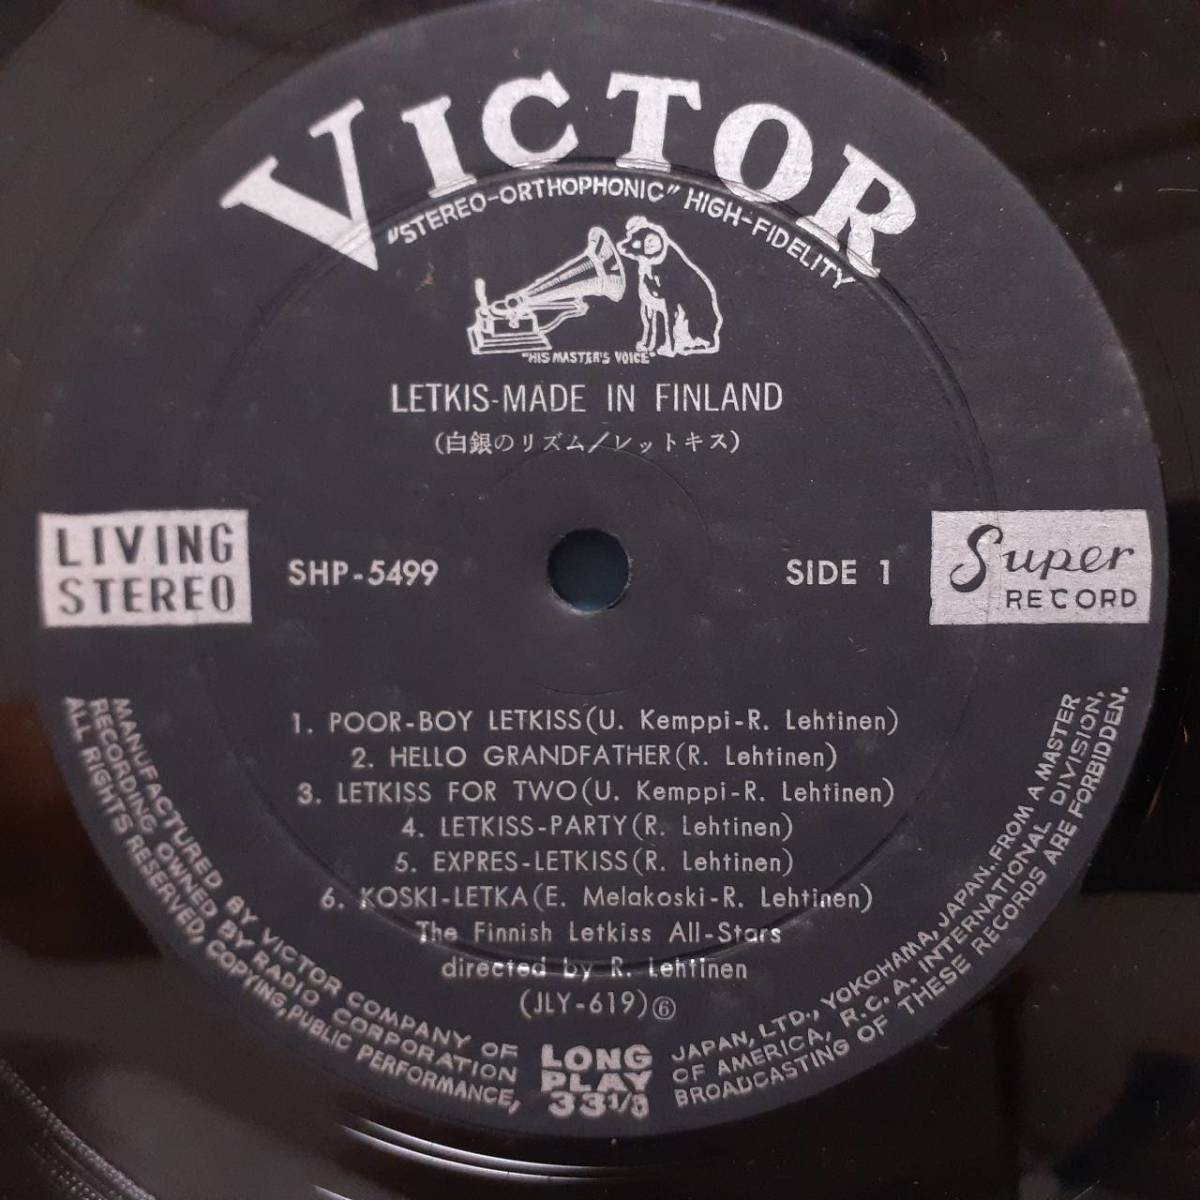 VICTOR
"STEREO-ORTHOPHONIC" HIGH-FIDELITY
"HIS MASTER'S VOICE"
LETKIS-MADE IN FINLAND
(白銀のリズム/レットキス)
LIVING
STEREO
SHP-5499
SIDE 1
Super
RECORD
1. POOR-BOY LETKISS(U. Kemppi-R. Lehtinen)
2. HELLO GRANDFATHER(R. Lehtinen)
3. LETKISS FOR TWO(U. Kemppi-R. Lehtinen)
4. LETKISS-PARTY(R. Lehtinen)
5. EXPRES-LETKISS(R. Lehtinen)
6. KOSKI-LETKA(E. Melakoski-R. Lehtinen)
The Finnish Letkiss All-Stars
directed by R. Lehtinen
(JLY-619)⑥
LONG
PLAY
33 1/3
MANUFACTURED BY VICTOR COMPANY OF JAPAN, LTD., YOKOHAMA, JAPAN. FROM A MASTER
RECORDING OWNED BY RADIO CORPORATION OF AMERICA, R.C.A. INTERNATIONAL DIVISION,
ALL RIGHTS RESERVED, COPYING, PUBLIC PERFORMANCE, BROADCASTING OF THESE RECORDS ARE FORBIDDEN.